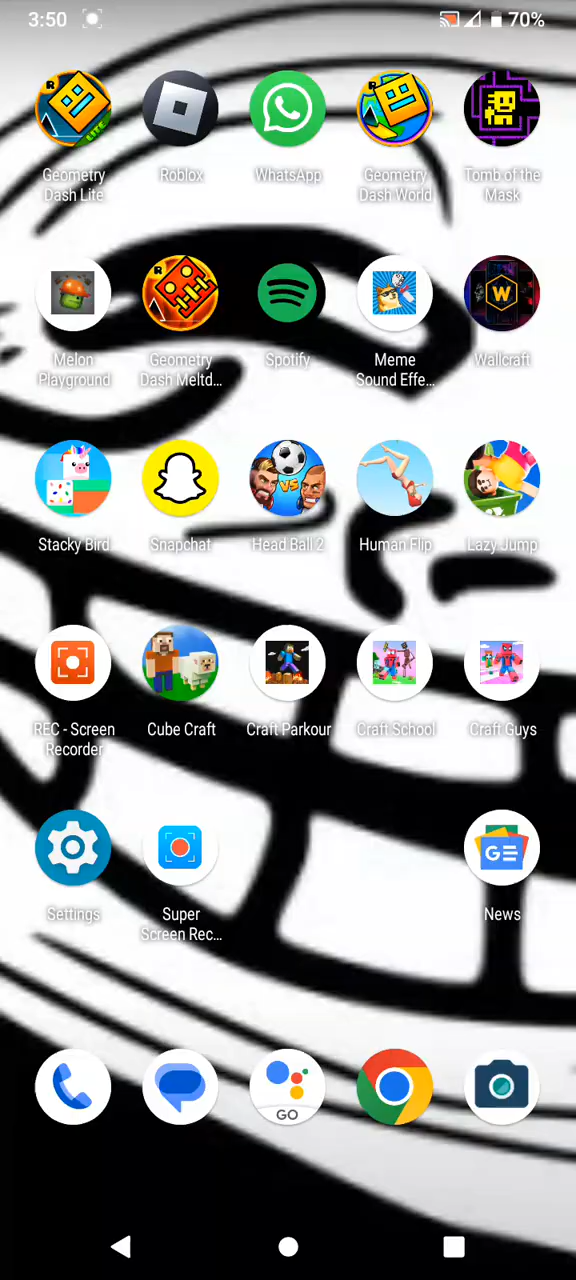 3:50
70%
Geometry
Dash Lite
Roblox
WhatsApp
Geometry
Dash World
Tomb of the
Mask
Melon
Playground
Geometry
Dash Meltd...
Spotify
Meme
Sound Effe...
Wallcraft
Stacky Bird
Snapchat
Head Ball 2
Human Flip
Lazy Jump
REC - Screen
Recorder
Cube Craft
Craft Parkour
Craft School
Craft Guys
Settings
Super
Screen Rec...
News
GO